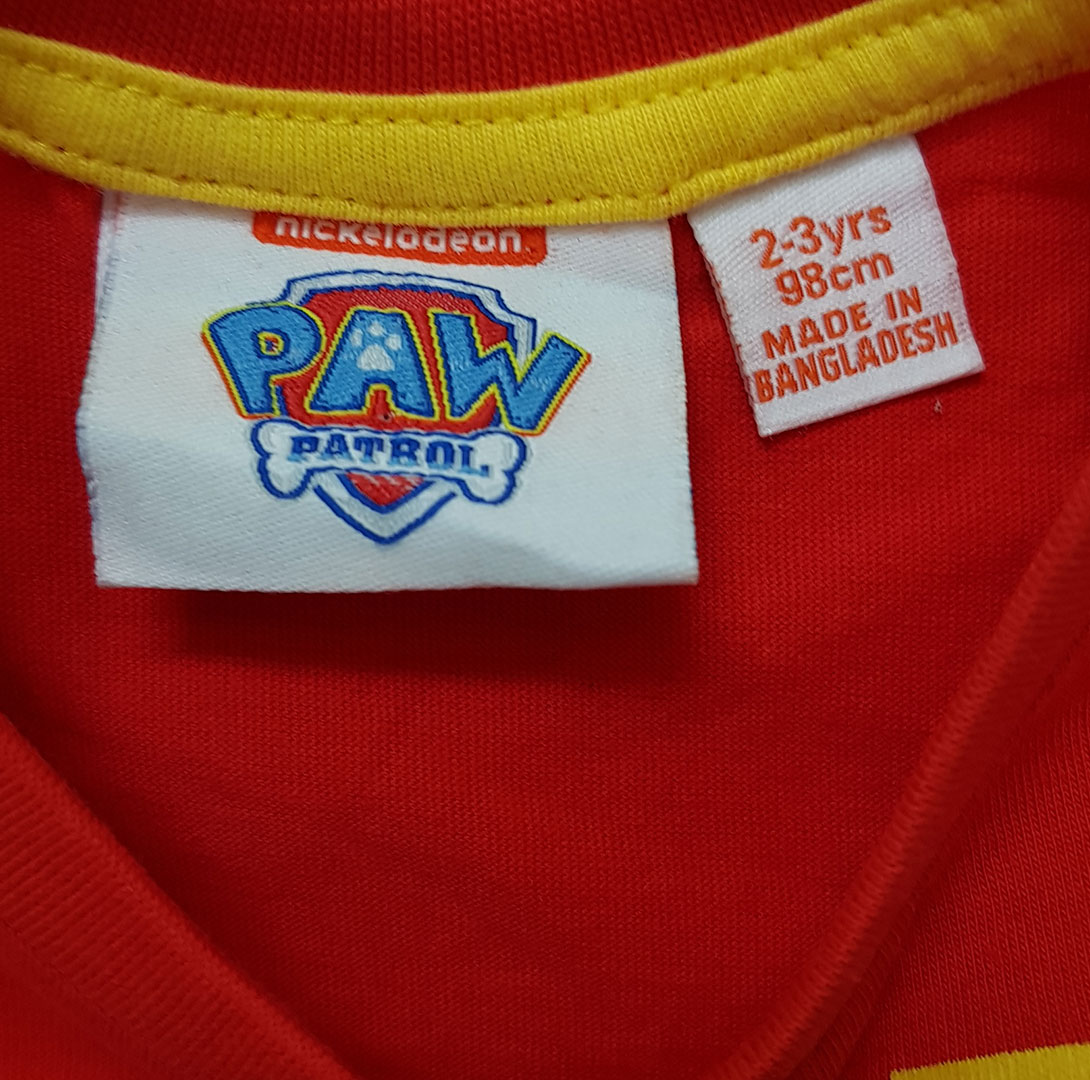 nickelodeon
PAW
PATROL
2-3yrs
98cm
MADE IN
BANGLADESH